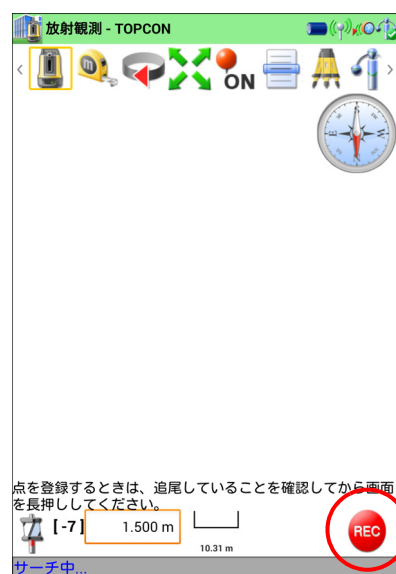 放射観測 - TOPCON
m
ON
点を登録するときは、追尾していることを確認してから画面
を長押ししてください。
[ -7 ] 1.500 m
10.31 m
REC
サーチ中...